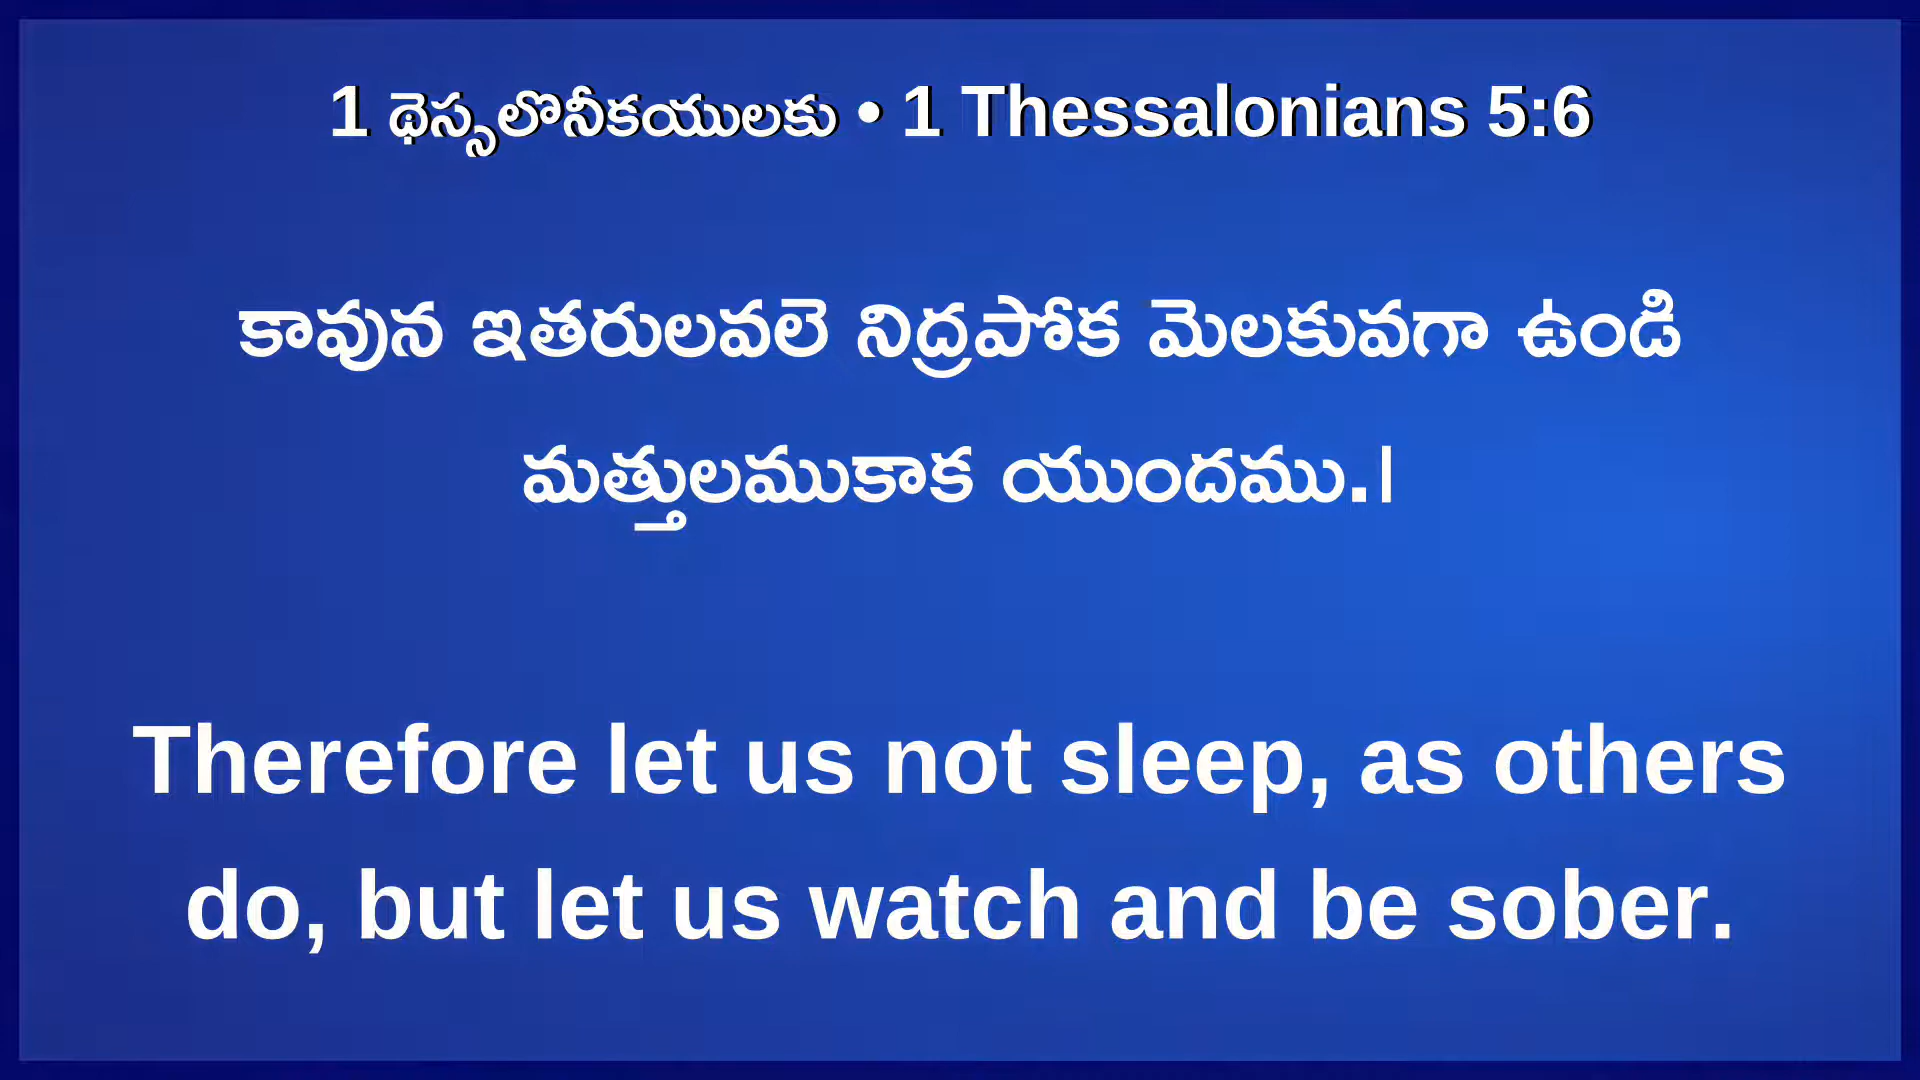 1 థెస్సలొనీకయులకు • 1 Thessalonians 5:6
కావున ఇతరులవలె నిద్రపోక మెలకువగా ఉండి
మత్తులముకాక యుందము.।
Therefore let us not sleep, as others
do, but let us watch and be sober.